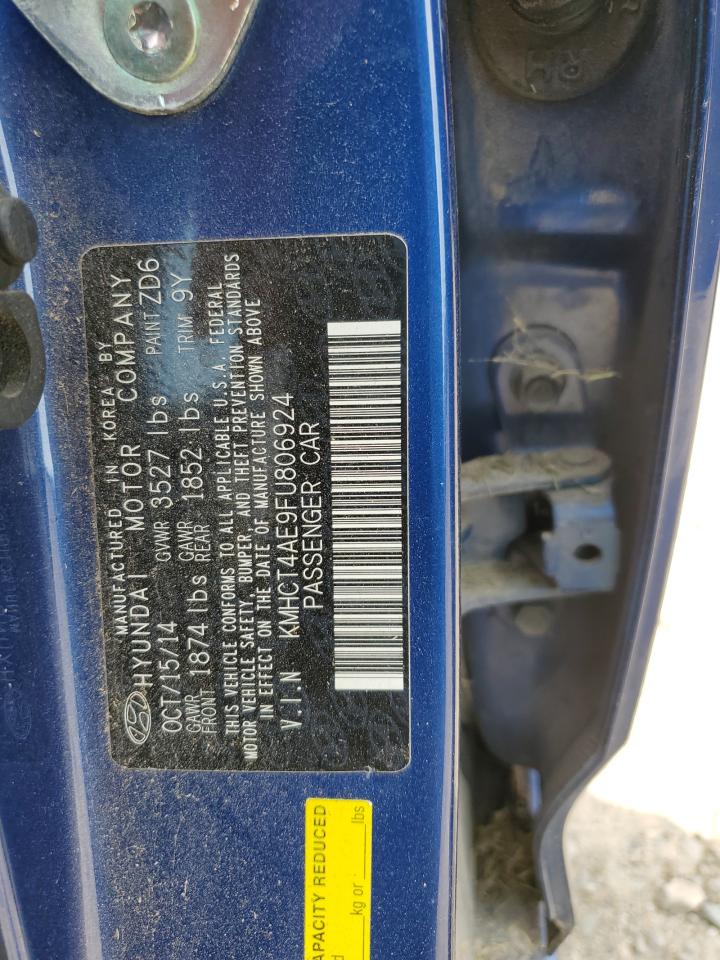 MANUFACTURED IN KOREA BY
HYUNDAI MOTOR COMPANY
OCT/15/14 GVWR 3527 lbs PAINT ZD6
GAWR FRONT 1874 lbs GAWR REAR 1852 lbs TRIM 9Y
THIS VEHICLE CONFORMS TO ALL APPLICABLE U.S.A. FEDERAL
MOTOR VEHICLE SAFETY, BUMPER, AND THEFT PREVENTION STANDARDS
IN EFFECT ON THE DATE OF MANUFACTURE SHOWN ABOVE
V.I.N KMHCT4AE9FU806924
PASSENGER CAR
APACITY REDUCED
kg or lbs
RH